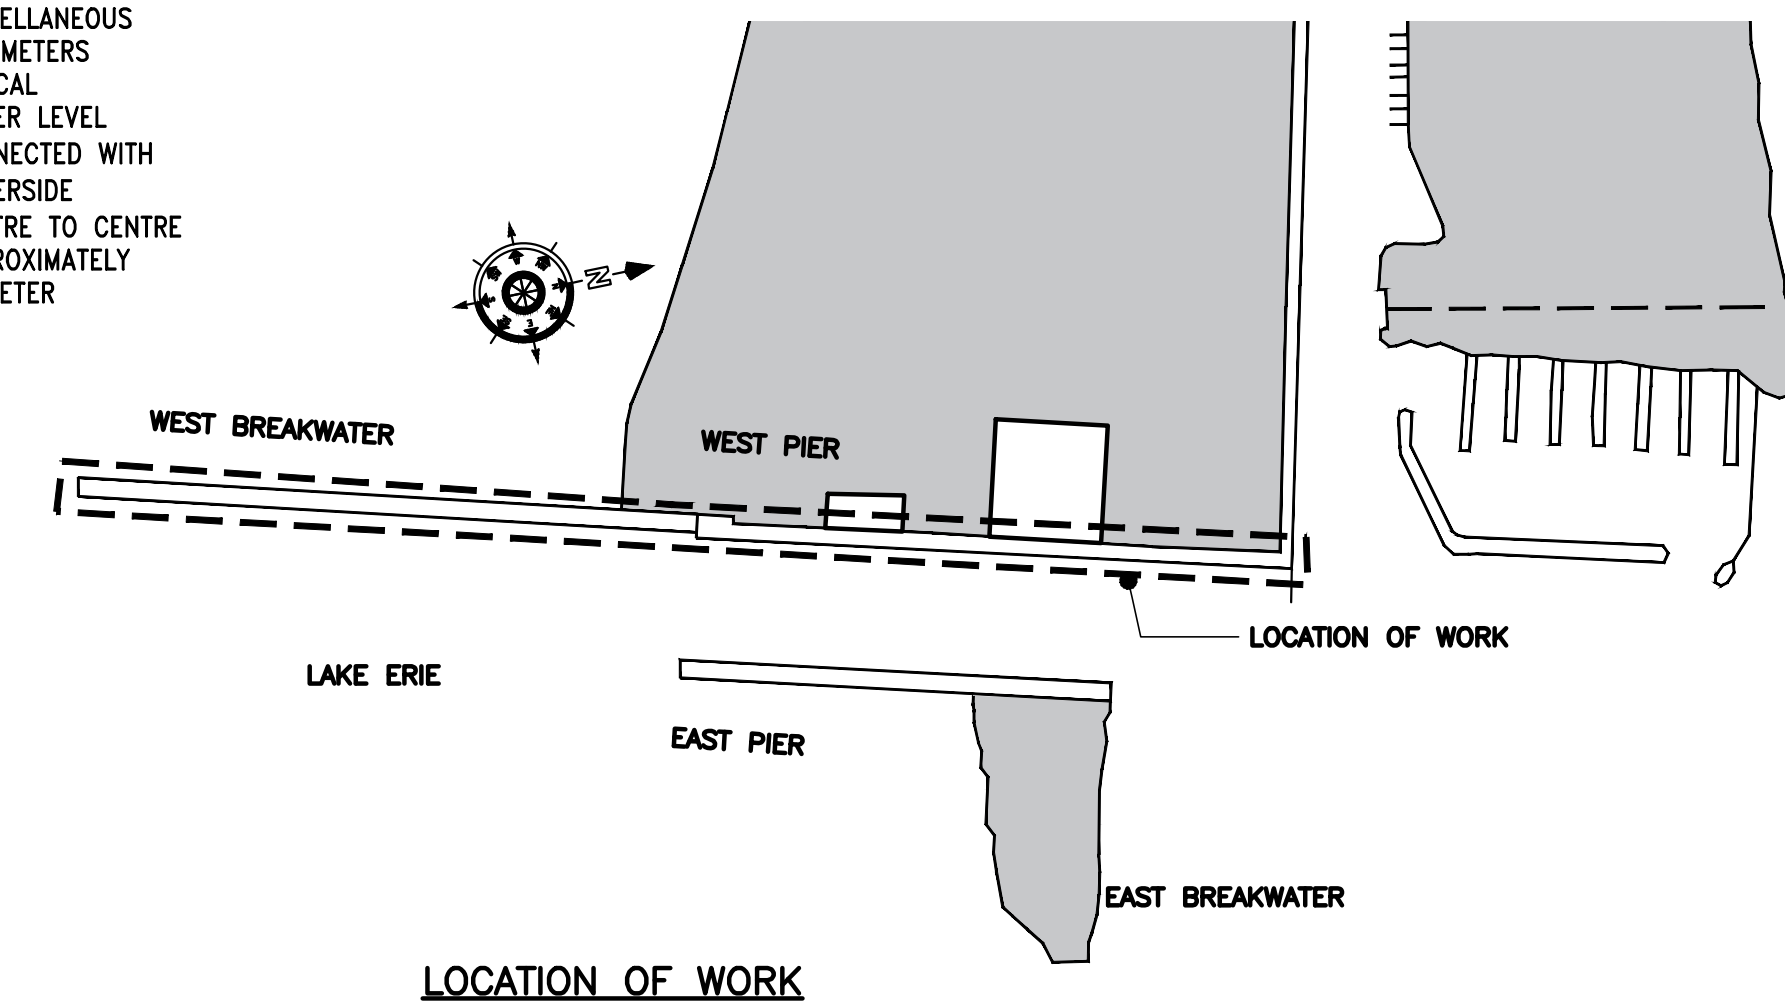 ELLANEOUS
METERS
CAL
ER LEVEL
NECTED WITH
ERSIDE
TRE TO CENTRE
ROXIMATELY
ETER
N
E
WEST BREAKWATER
WEST PIER
LOCATION OF WORK
LAKE ERIE
EAST PIER
EAST BREAKWATER
LOCATION OF WORK